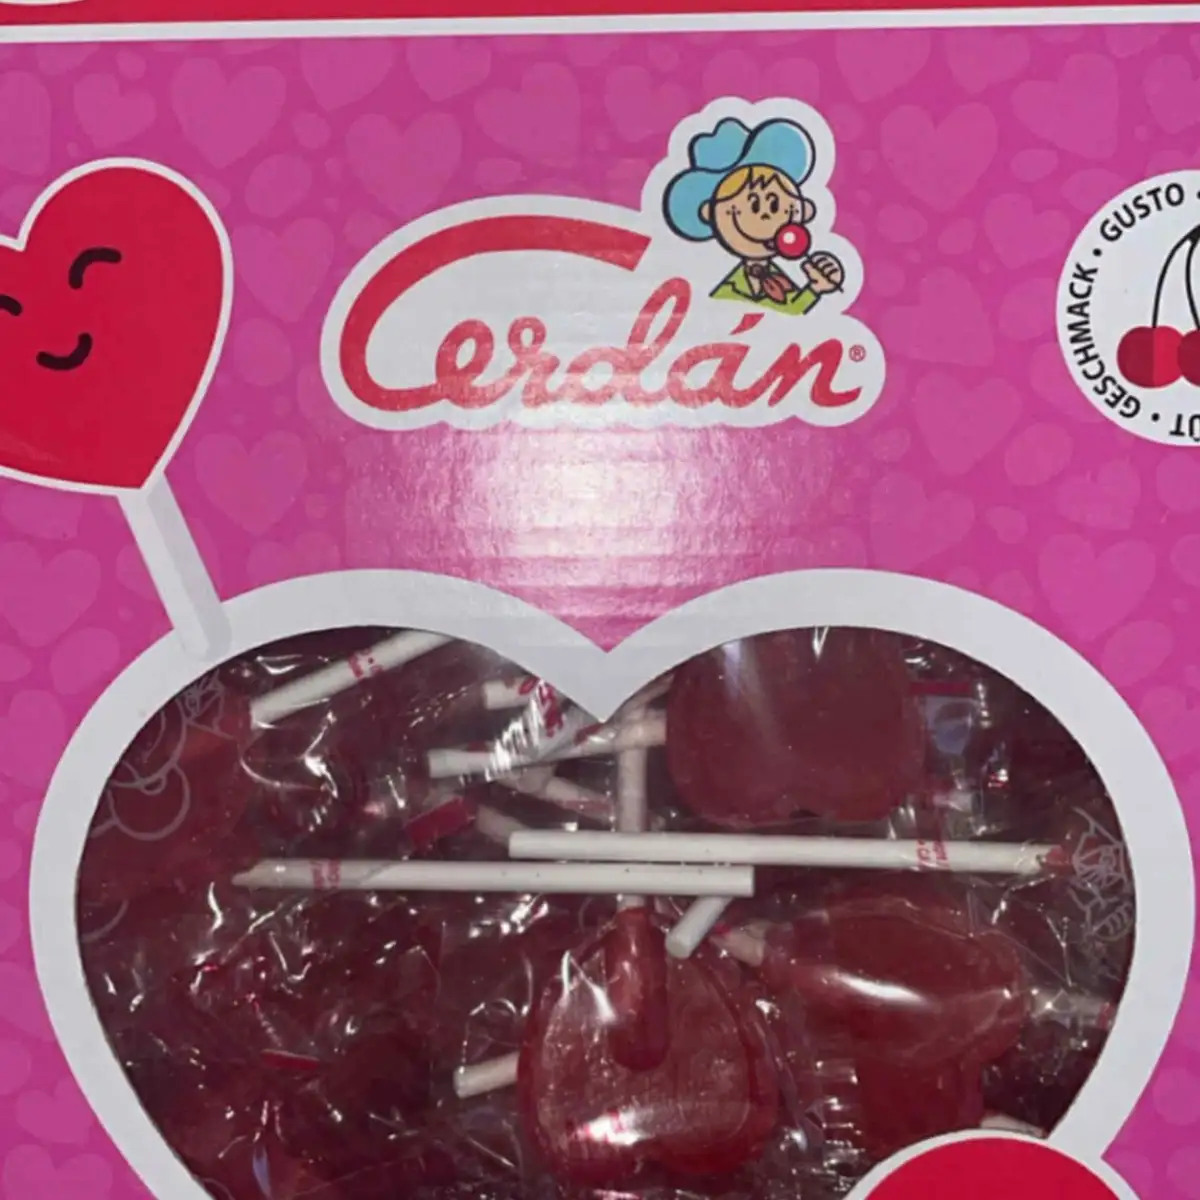 Cerdán®
GESCHMACK • GUSTO